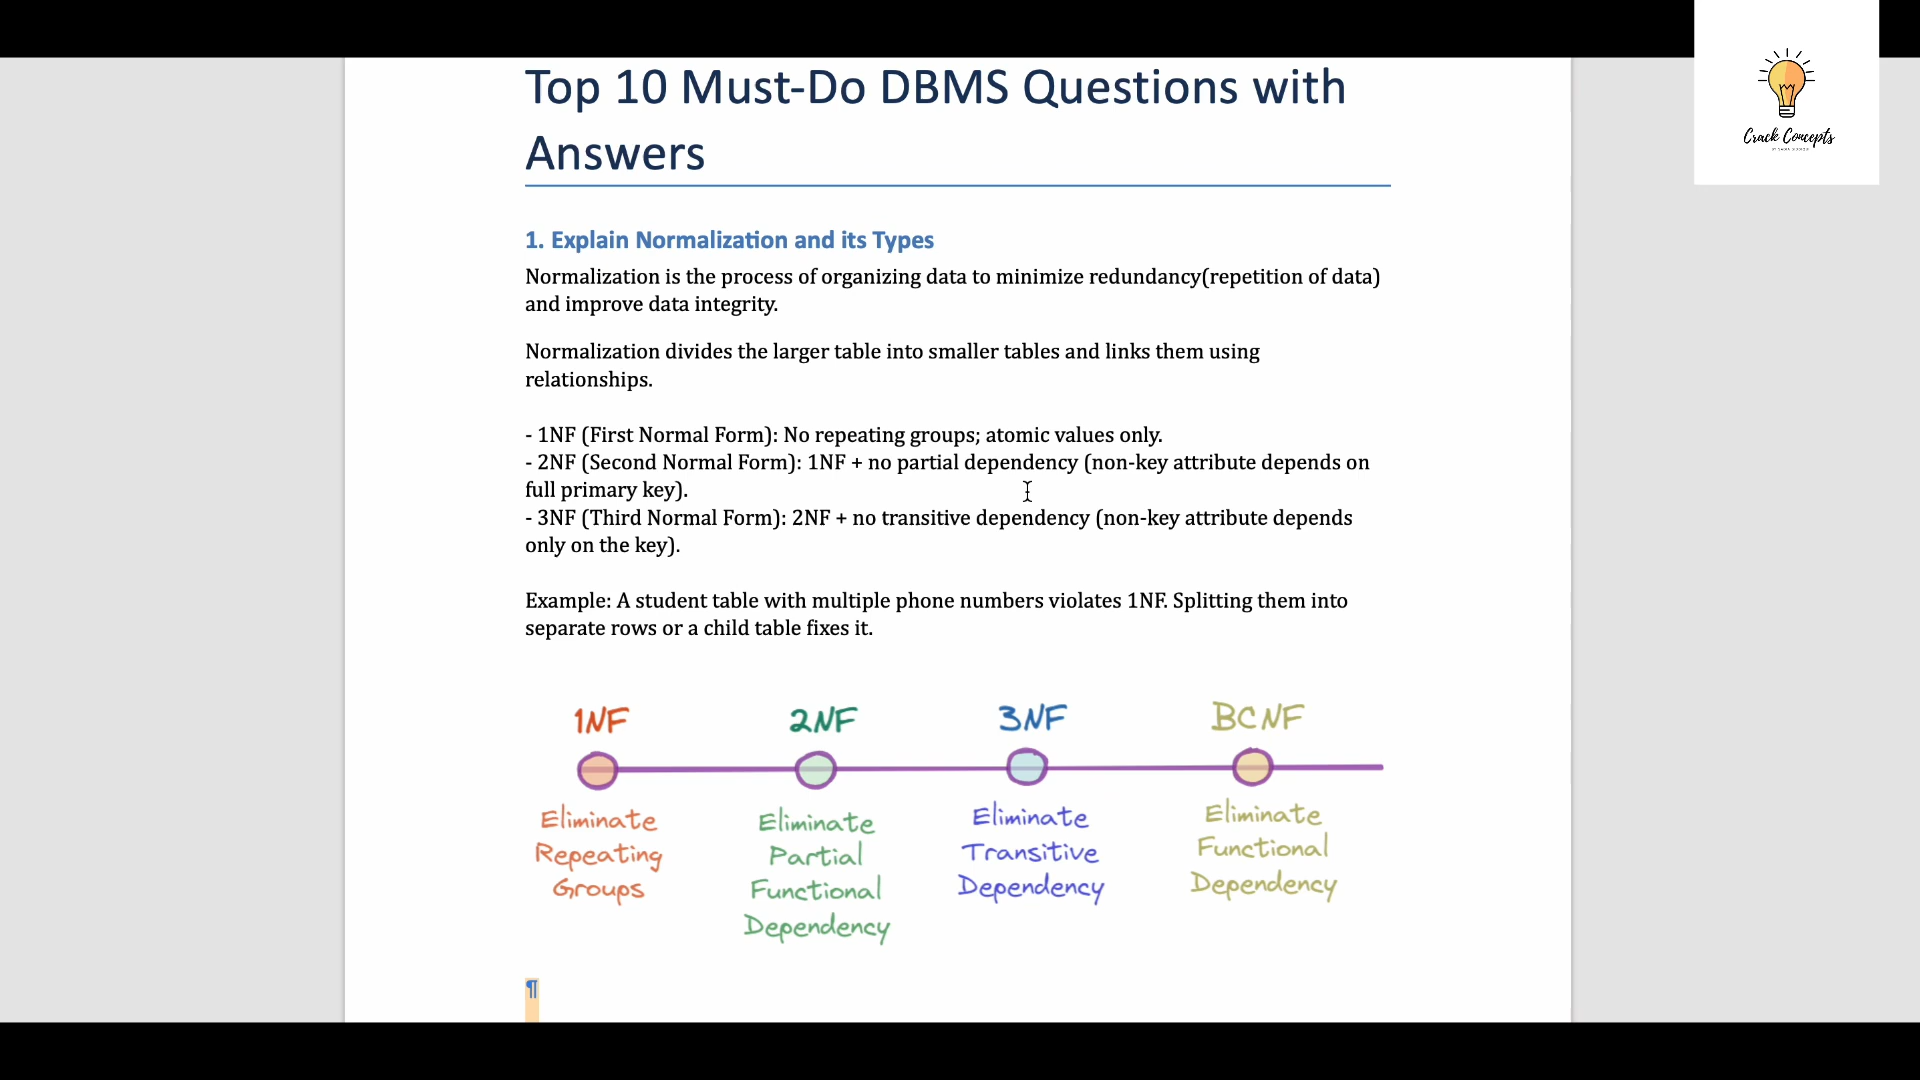 Top 10 Must-Do DBMS Questions with
Answers
1. Explain Normalization and its Types
Normalization is the process of organizing data to minimize redundancy(repetition of data)
and improve data integrity.
Normalization divides the larger table into smaller tables and links them using
relationships.
- 1NF (First Normal Form): No repeating groups; atomic values only.
- 2NF (Second Normal Form): 1NF + no partial dependency (non-key attribute depends on
full primary key).
- 3NF (Third Normal Form): 2NF + no transitive dependency (non-key attribute depends
only on the key).
Example: A student table with multiple phone numbers violates 1NF. Splitting them into
separate rows or a child table fixes it.
1NF
Eliminate
Repeating
Groups
2NF
Eliminate
Partial
Functional
Dependency
3NF
Eliminate
Transitive
Dependency
BCNF
Eliminate
Functional
Dependency
¶
Crack Concepts